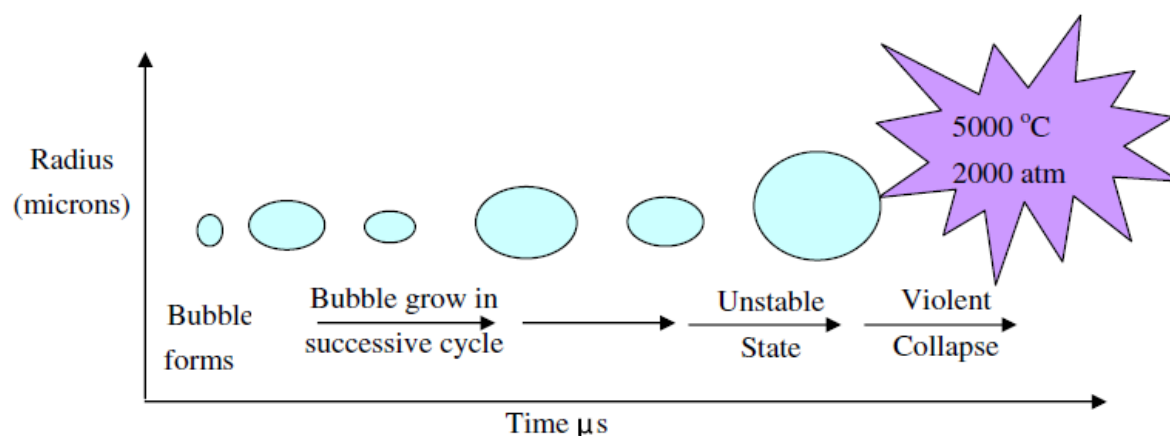 5000 °C
2000 atm
Radius
(microns)
Bubble
forms
Bubble grow in
successive cycle
Unstable
State
Violent
Collapse
Time μs